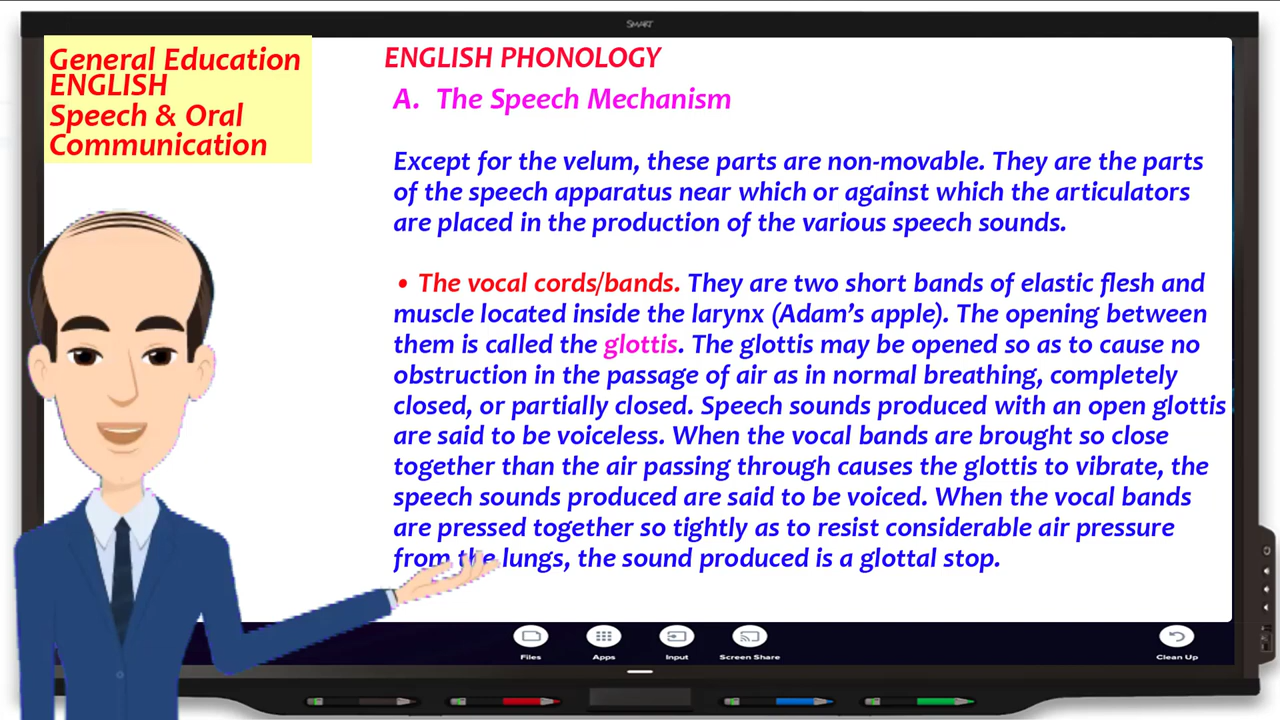 SMART
General Education
ENGLISH
Speech & Oral
Communication
ENGLISH PHONOLOGY
A. The Speech Mechanism
Except for the velum, these parts are non-movable. They are the parts
of the speech apparatus near which or against which the articulators
are placed in the production of the various speech sounds.
• The vocal cords/bands. They are two short bands of elastic flesh and
muscle located inside the larynx (Adam’s apple). The opening between
them is called the glottis. The glottis may be opened so as to cause no
obstruction in the passage of air as in normal breathing, completely
closed, or partially closed. Speech sounds produced with an open glottis
are said to be voiceless. When the vocal bands are brought so close
together than the air passing through causes the glottis to vibrate, the
speech sounds produced are said to be voiced. When the vocal bands
are pressed together so tightly as to resist considerable air pressure
from the lungs, the sound produced is a glottal stop.
Files
Apps
Input
Screen Share
Clean Up